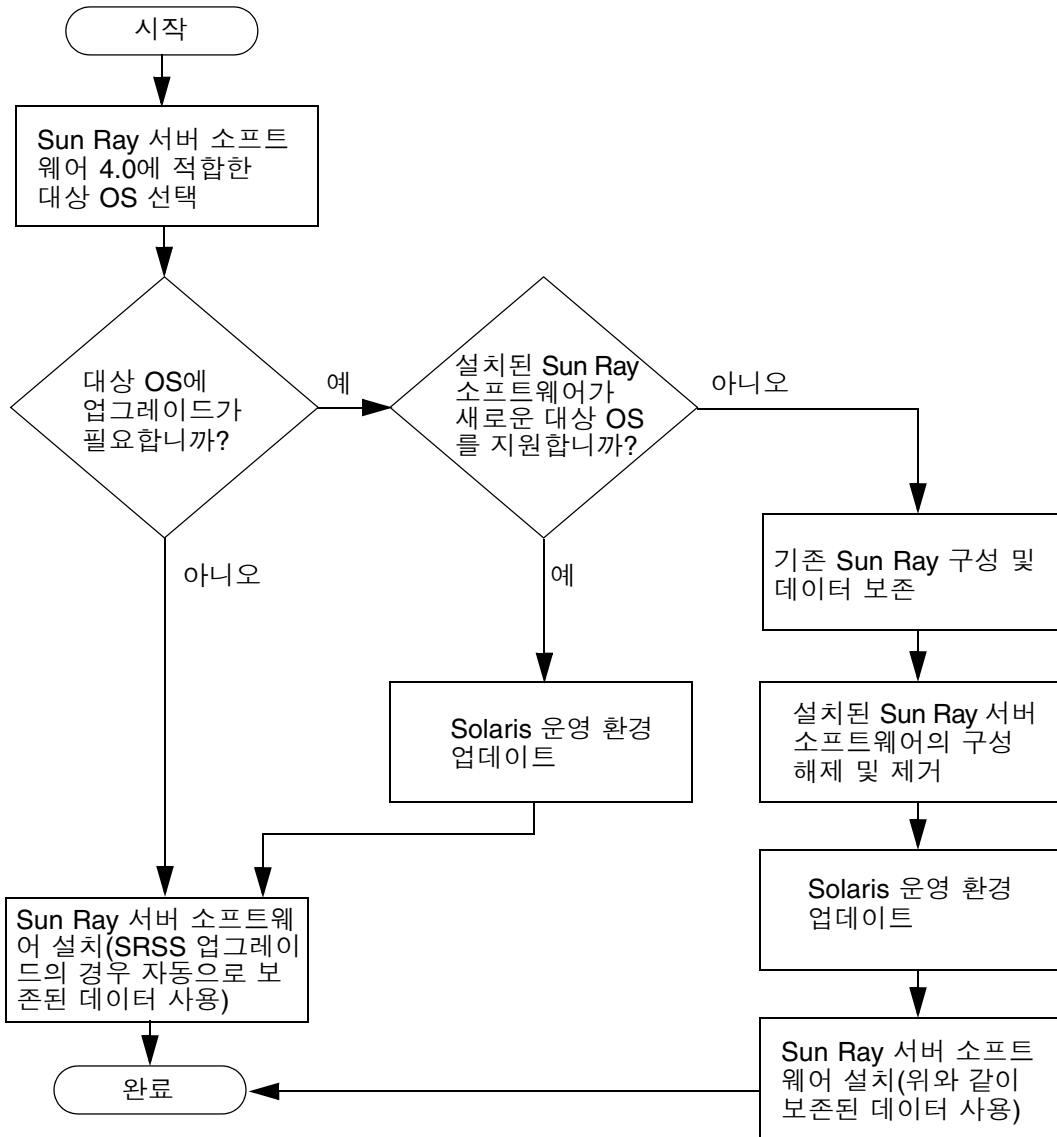 시작
Sun Ray 서버 소프트
웨어 4.0에 적합한
대상 OS 선택
대상 OS에
업그레이드가
필요합니까?
예
설치된 Sun Ray
소프트웨어가
새로운 대상 OS
를 지원합니까?
아니오
아니오
예
기존 Sun Ray 구성 및
데이터 보존
Solaris 운영 환경
업데이트
설치된 Sun Ray 서버
소프트웨어의 구성
해제 및 제거
Solaris 운영 환경
업데이트
Sun Ray 서버 소프트웨
어 설치(SRSS 업그레이
드의 경우 자동으로 보
존된 데이터 사용)
Sun Ray 서버 소프트
웨어 설치(위와 같이
보존된 데이터 사용)
완료